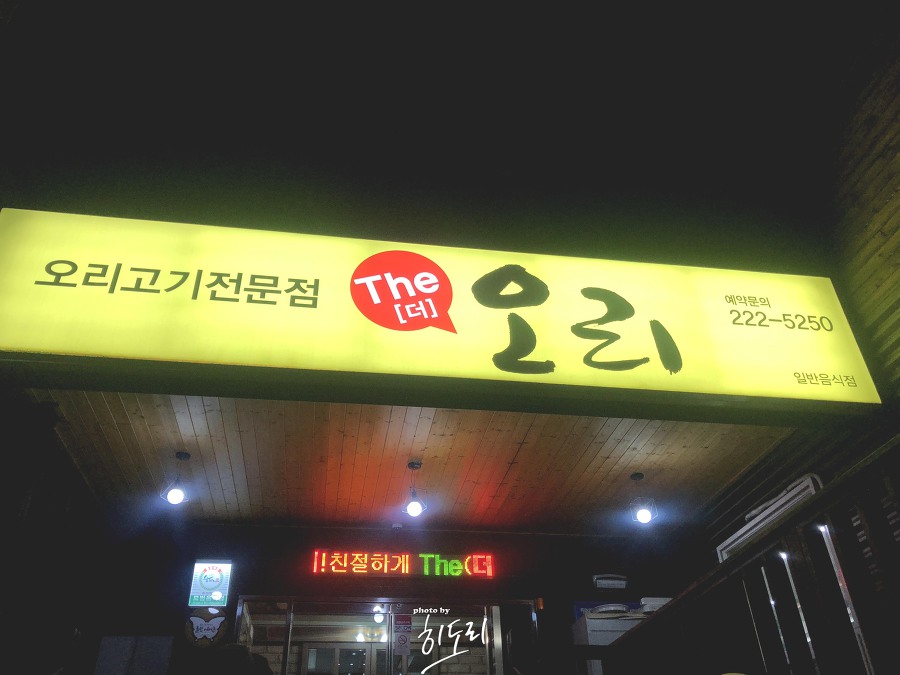 오리고기전문점
The
[더]
오리
예약문의
222-5250
일반음식점
!친절하게 The(더
photo by
히도리